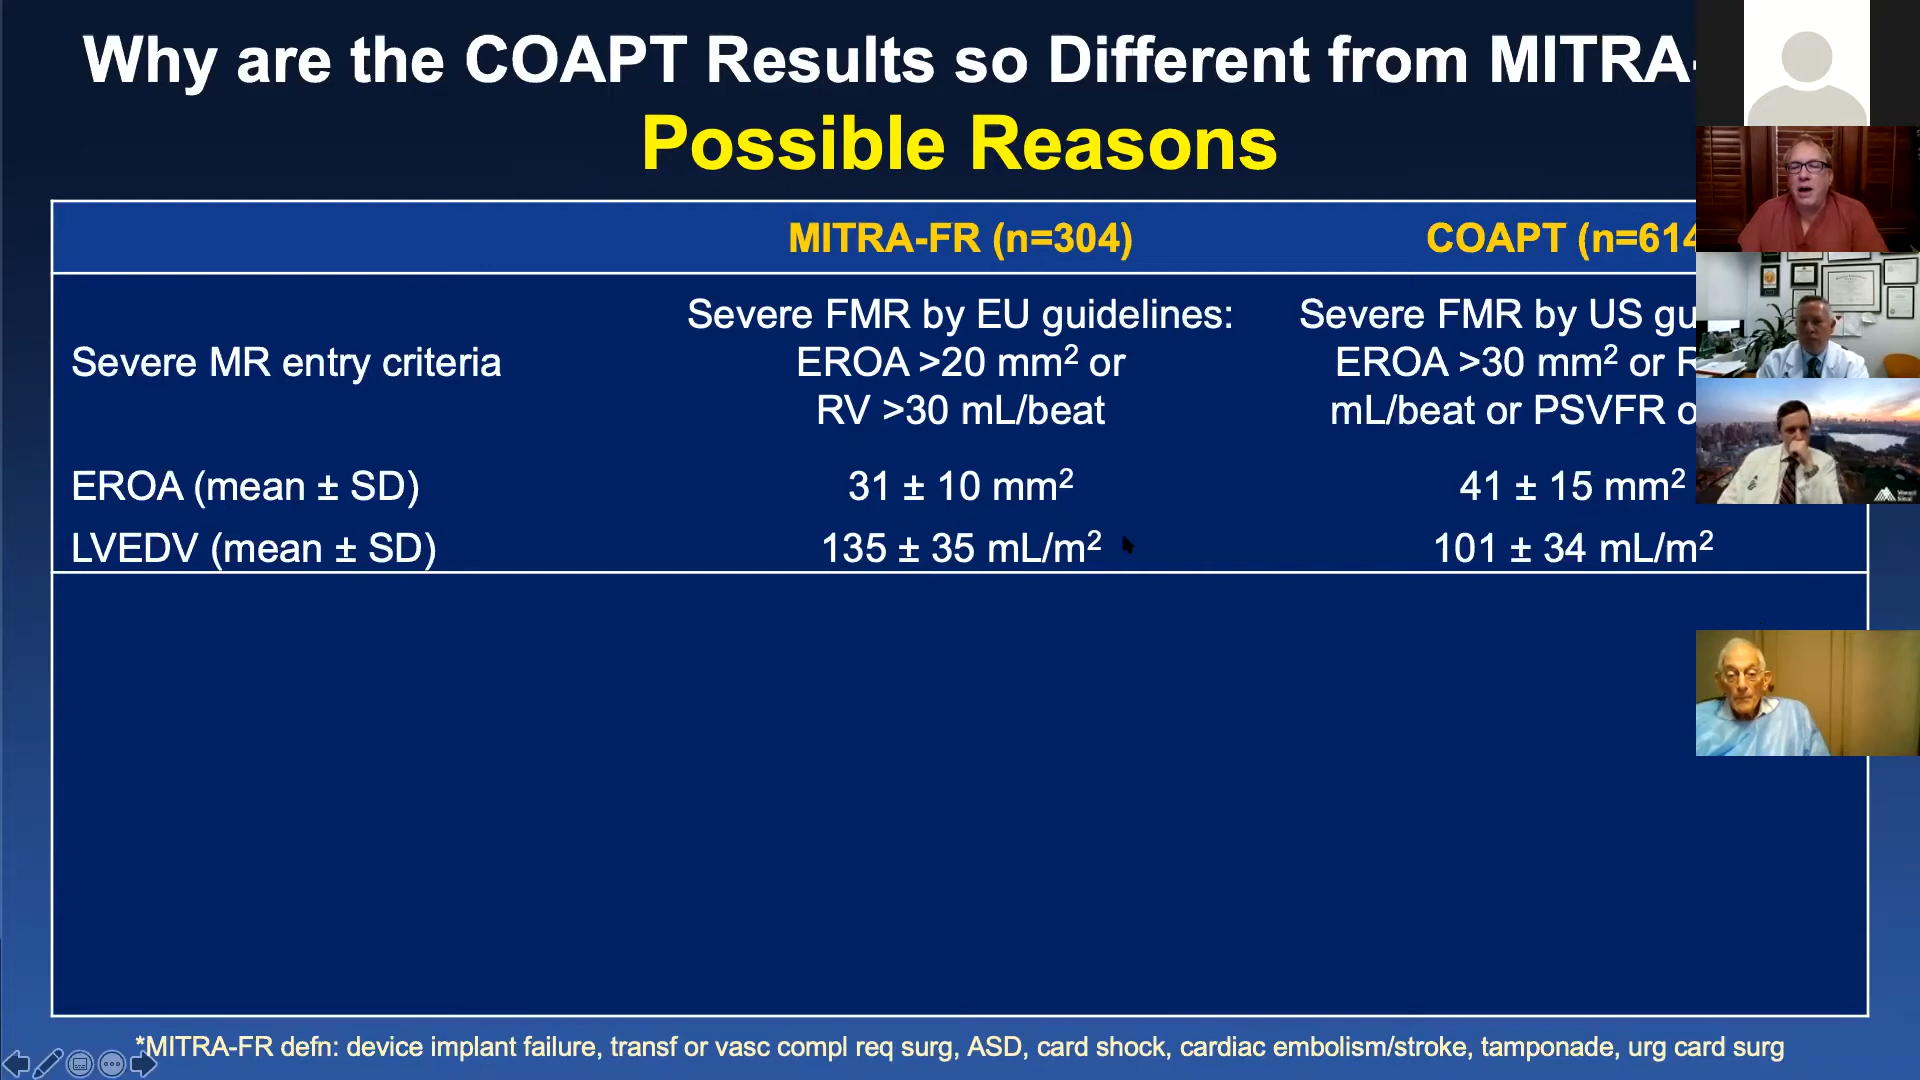 Why are the COAPT Results so Different from MITRA-
Possible Reasons
MITRA-FR (n=304) COAPT (n=614
Severe MR entry criteria
Severe FMR by EU guidelines:
EROA >20 mm² or
RV >30 mL/beat
Severe FMR by US gu
EROA >30 mm² or R
mL/beat or PSVFR o
EROA (mean ± SD) 31 ± 10 mm² 41 ± 15 mm²
LVEDV (mean ± SD) 135 ± 35 mL/m² 101 ± 34 mL/m²
*MITRA-FR defn: device implant failure, transf or vasc compl req surg, ASD, card shock, cardiac embolism/stroke, tamponade, urg card surg
Mount
Sinai